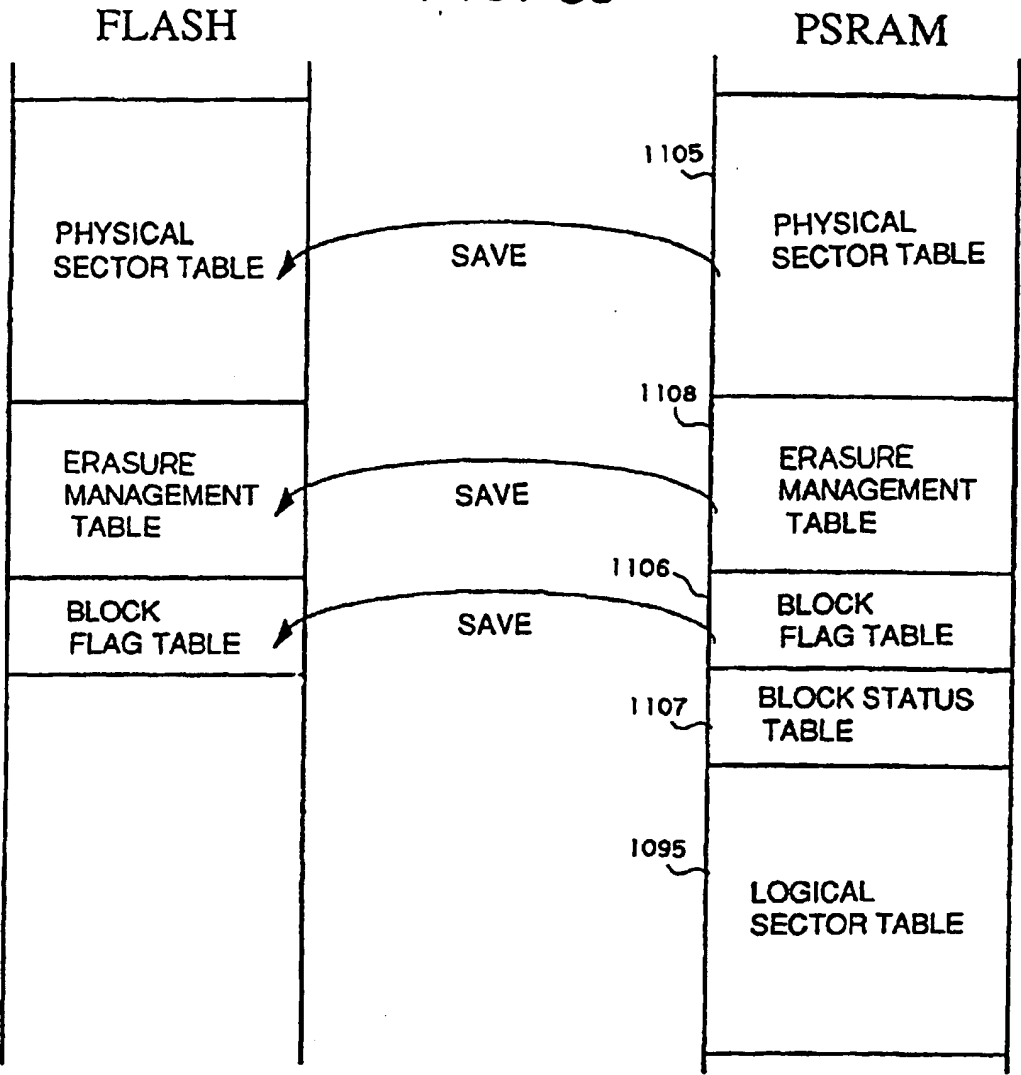 FLASH
PSRAM
1105
PHYSICAL
SECTOR TABLE
SAVE
PHYSICAL
SECTOR TABLE
1108
ERASURE
MANAGEMENT
TABLE
SAVE
ERASURE
MANAGEMENT
TABLE
1106
BLOCK
FLAG TABLE
SAVE
BLOCK
FLAG TABLE
1107
BLOCK STATUS
TABLE
1095
LOGICAL
SECTOR TABLE